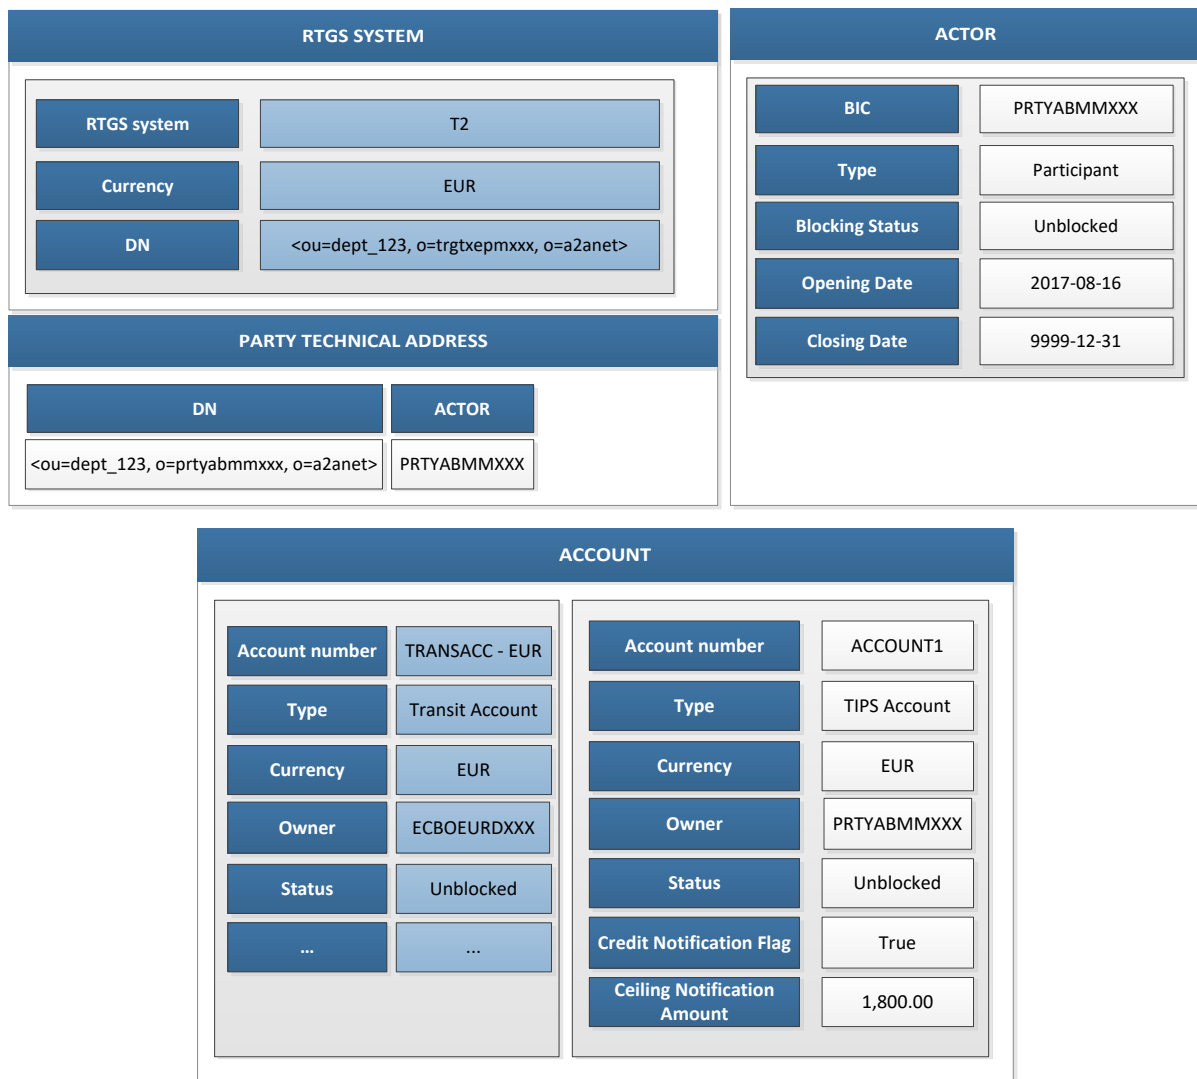 RTGS SYSTEM
RTGS system T2
Currency EUR
DN <ou=dept_123, o=trgtxepmxxx, o=a2anet>
PARTY TECHNICAL ADDRESS
DN ACTOR
<ou=dept_123, o=prtyabmmxxx, o=a2anet> PRTYABMMXXX
ACTOR
BIC PRTYABMMXXX
Type Participant
Blocking Status Unblocked
Opening Date 2017-08-16
Closing Date 9999-12-31
ACCOUNT
Account number TRANSACC - EUR
Type Transit Account
Currency EUR
Owner ECBOEURDXXX
Status Unblocked
... ...
Account number ACCOUNT1
Type TIPS Account
Currency EUR
Owner PRTYABMMXXX
Status Unblocked
Credit Notification Flag True
Ceiling Notification
Amount 1,800.00